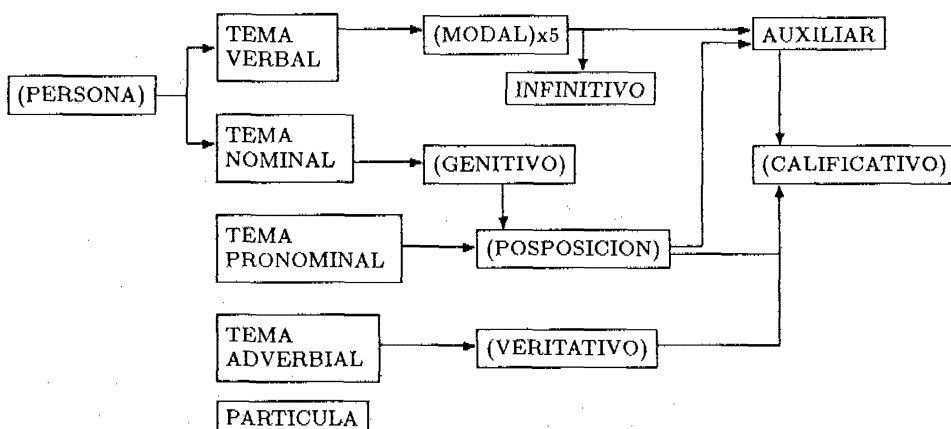 TEMA
VERBAL
(MODAL)x5
AUXILIAR
(PERSONA)
INFINITIVO
TEMA
NOMINAL
(GENITIVO)
(CALIFICATIVO)
TEMA
PRONOMINAL
(POSPOSICION)
TEMA
ADVERBIAL
(VERITATIVO)
PARTICULA